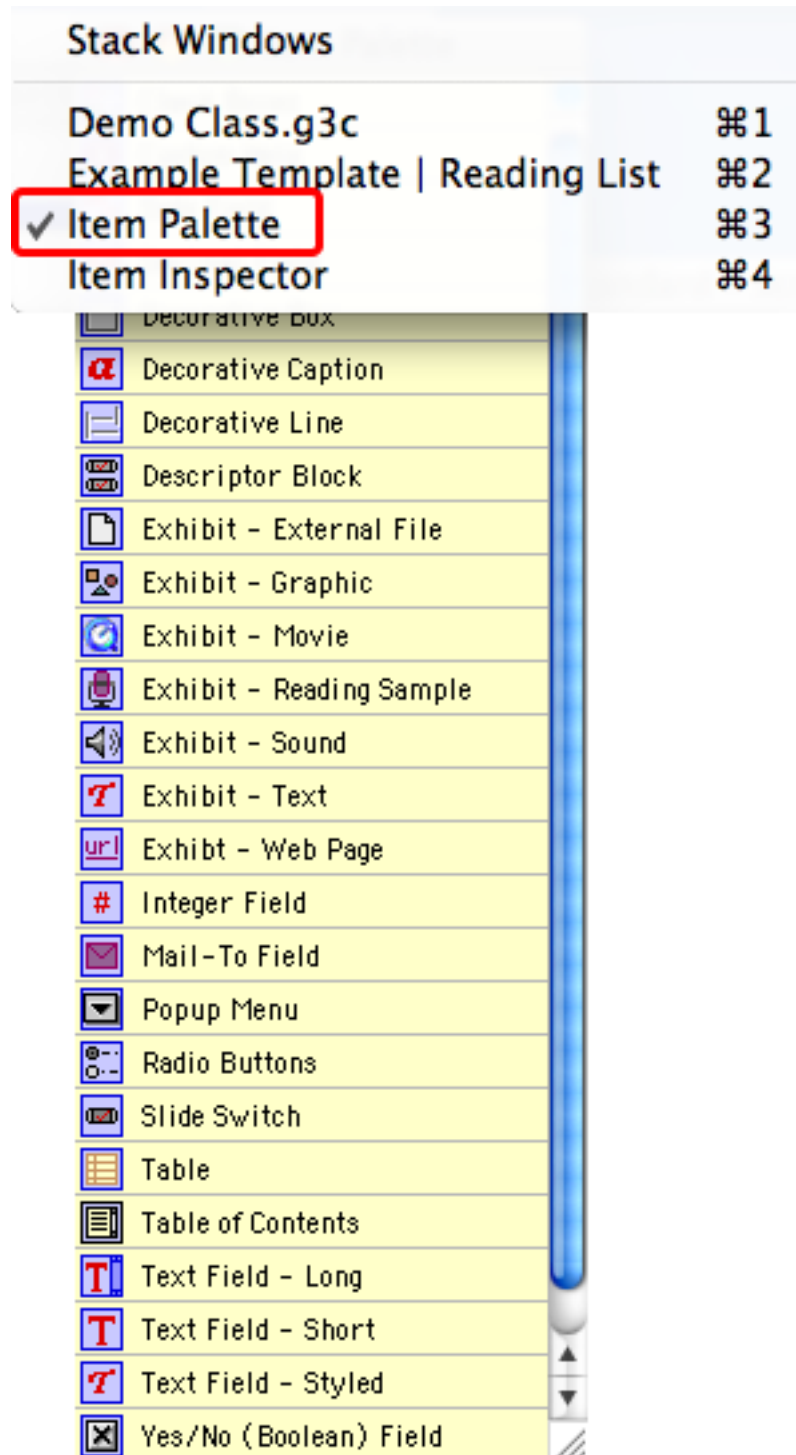 Stack Windows
Demo Class.g3c ⌘1
Example Template | Reading List ⌘2
✓ Item Palette ⌘3
Item Inspector ⌘4
Decorative Box
a Decorative Caption
Decorative Line
Descriptor Block
Exhibit - External File
Exhibit - Graphic
Exhibit - Movie
Exhibit - Reading Sample
Exhibit - Sound
T Exhibit - Text
url Exhibt - Web Page
# Integer Field
Mail-To Field
Popup Menu
Radio Buttons
Slide Switch
Table
Table of Contents
T Text Field - Long
T Text Field - Short
T Text Field - Styled
Yes/No (Boolean) Field